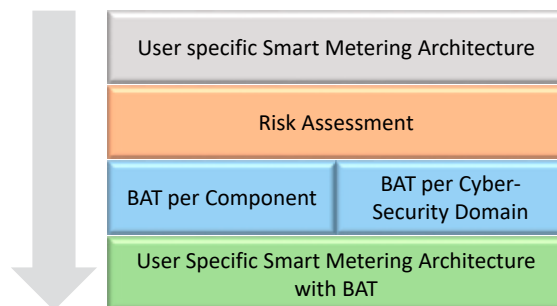 User specific Smart Metering Architecture
Risk Assessment
BAT per Component
BAT per Cyber-
Security Domain
User Specific Smart Metering Architecture
with BAT